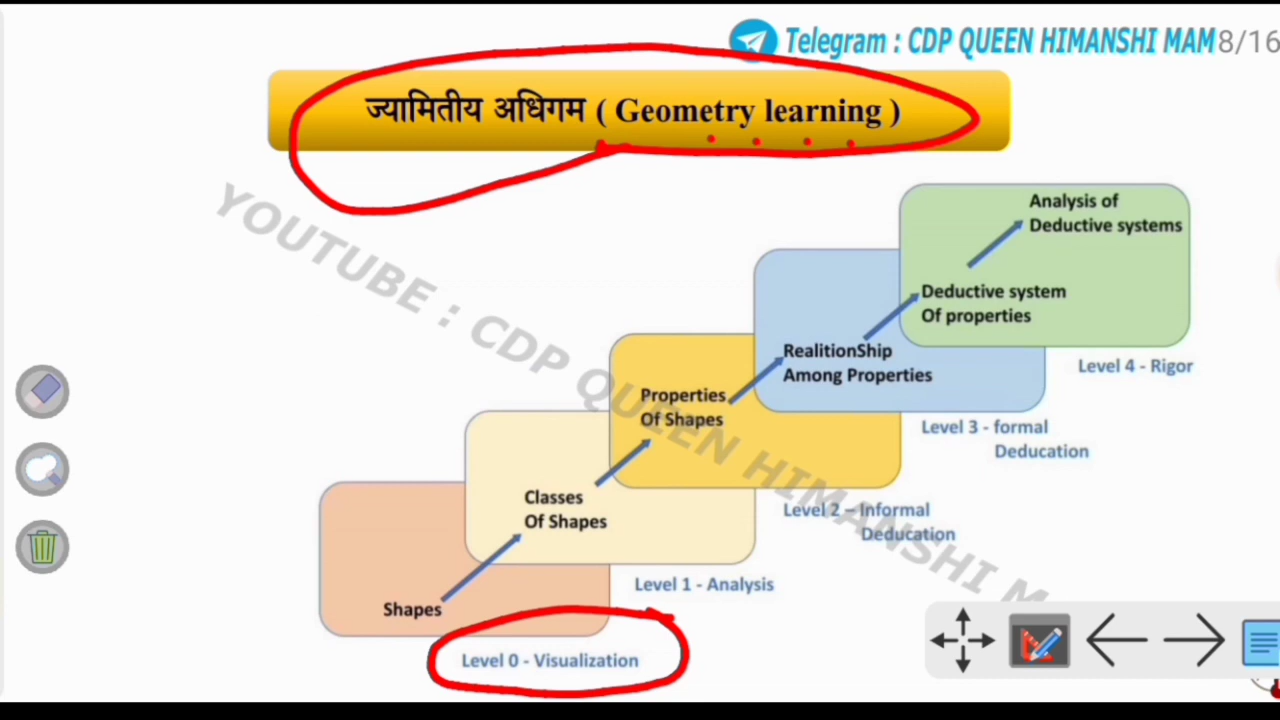 Telegram : CDP QUEEN HIMANSHI MAM
8/16
ज्यामितीय अधिगम ( Geometry learning )
YOUTUBE : CDP QUEEN HIMANSHI M
Analysis of
Deductive systems
Deductive system
Of properties
Level 4 - Rigor
RealitionShip
Among Properties
Level 3 - formal
Deducation
Properties
Of Shapes
Level 2 – Informal
Deducation
Classes
Of Shapes
Level 1 - Analysis
Shapes
Level 0 - Visualization